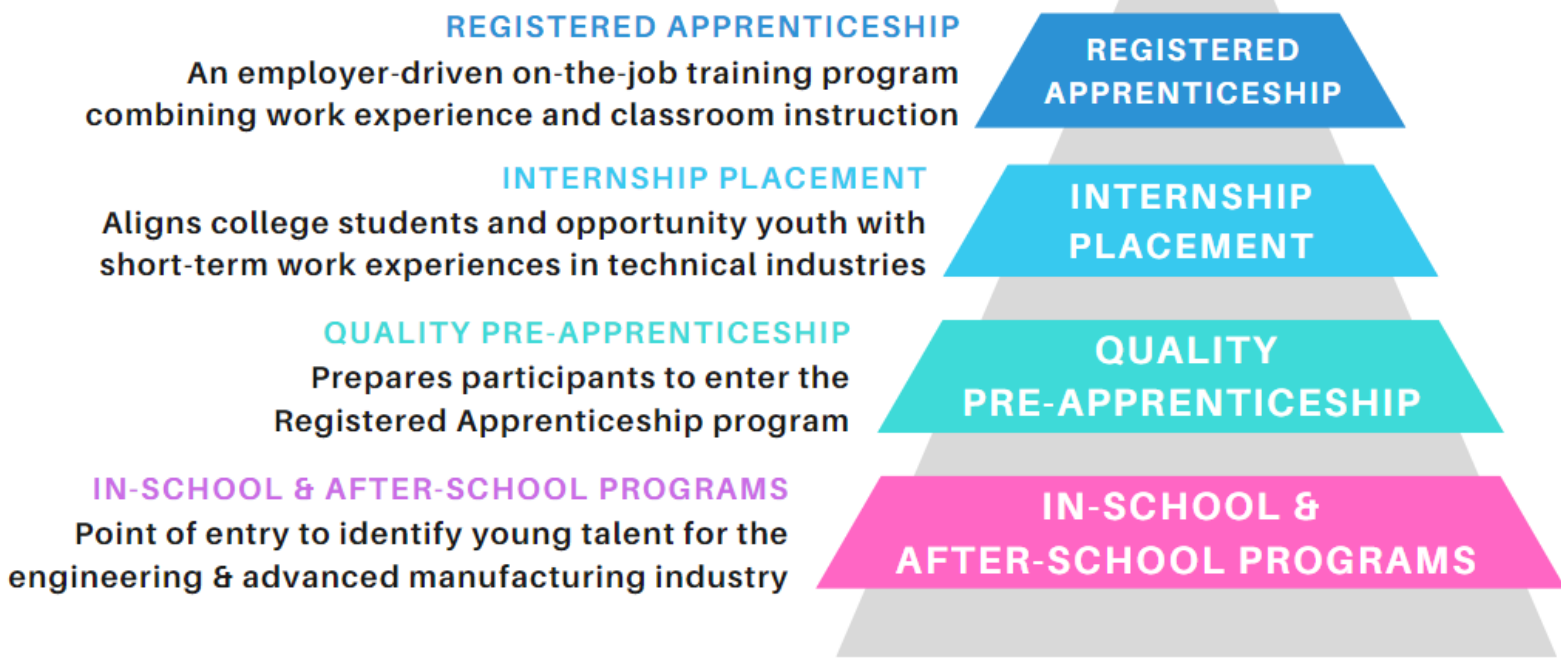 REGISTERED APPRENTICESHIP
An employer-driven on-the-job training program
combining work experience and classroom instruction
REGISTERED
APPRENTICESHIP
INTERNSHIP PLACEMENT
Aligns college students and opportunity youth with
short-term work experiences in technical industries
INTERNSHIP
PLACEMENT
QUALITY PRE-APPRENTICESHIP
Prepares participants to enter the
Registered Apprenticeship program
QUALITY
PRE-APPRENTICESHIP
IN-SCHOOL & AFTER-SCHOOL PROGRAMS
Point of entry to identify young talent for the
engineering & advanced manufacturing industry
IN-SCHOOL &
AFTER-SCHOOL PROGRAMS